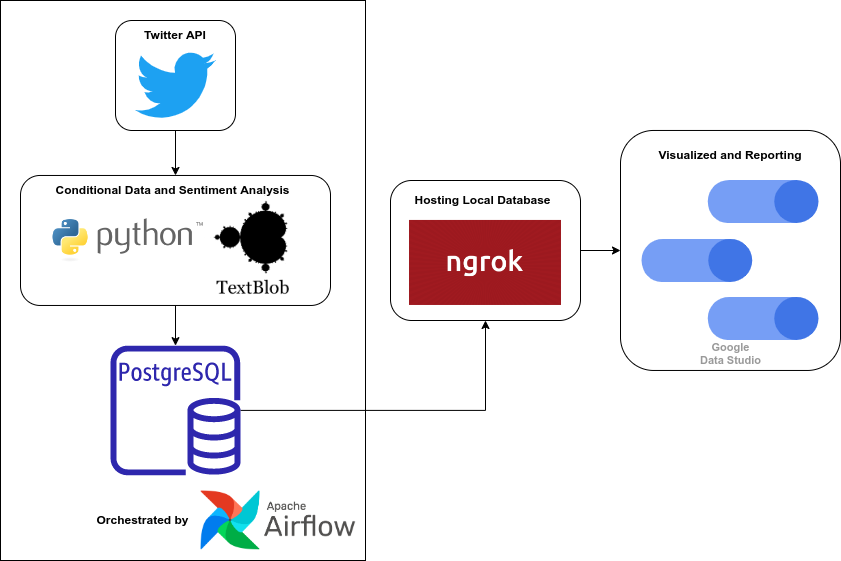 Twitter API
Conditional Data and Sentiment Analysis
python™
TextBlob
PostgreSQL
Orchestrated by
Apache
Airflow
Hosting Local Database
ngrok
Visualized and Reporting
Google
Data Studio